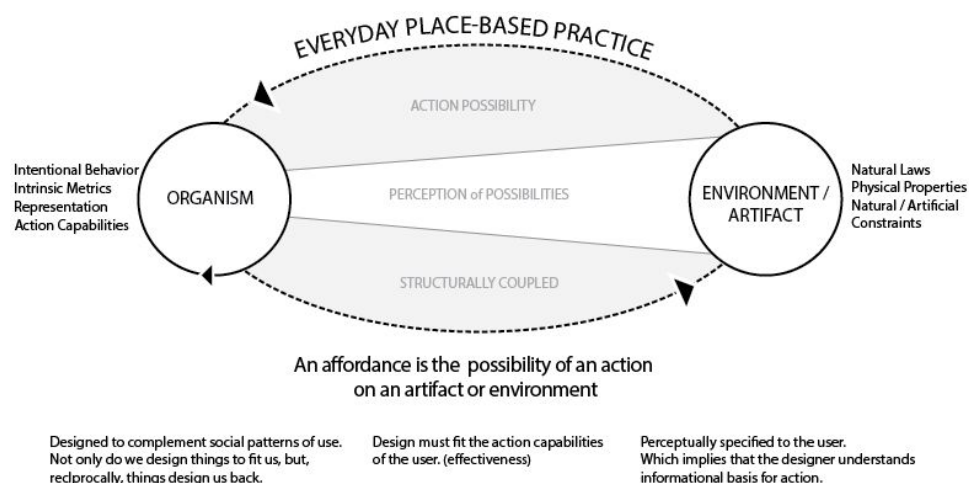 EVERYDAY PLACE-BASED PRACTICE
ACTION POSSIBILITY
Intentional Behavior
Intrinsic Metrics
Representation
Action Capabilities
ORGANISM
PERCEPTION of POSSIBILITIES
ENVIRONMENT /
ARTIFACT
Natural Laws
Physical Properties
Natural / Artificial
Constraints
STRUCTURALLY COUPLED
An affordance is the possibility of an action
on an artifact or environment
Designed to complement social patterns of use.
Not only do we design things to fit us, but,
reciprocally, things design us back.
Design must fit the action capabilities
of the user. (effectiveness)
Perceptually specified to the user.
Which implies that the designer understands
informational basis for action.